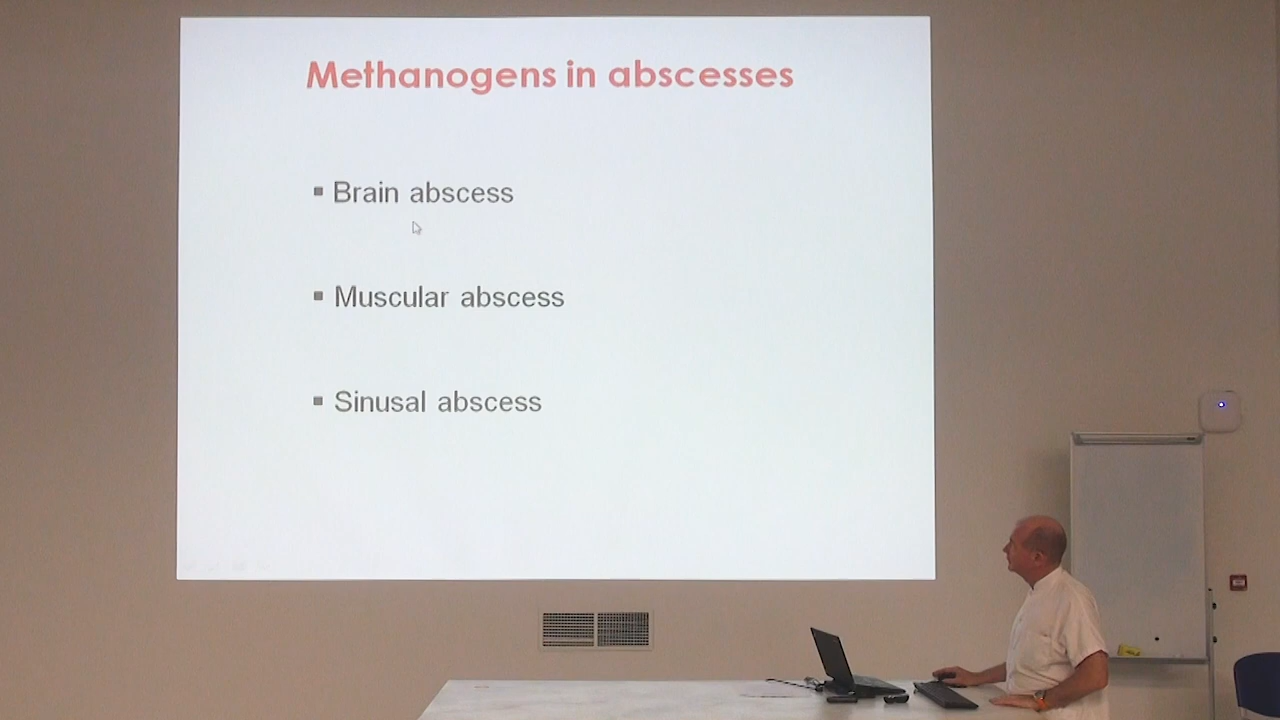 Methanogens in abscesses
▪ Brain abscess
▪ Muscular abscess
▪ Sinusal abscess